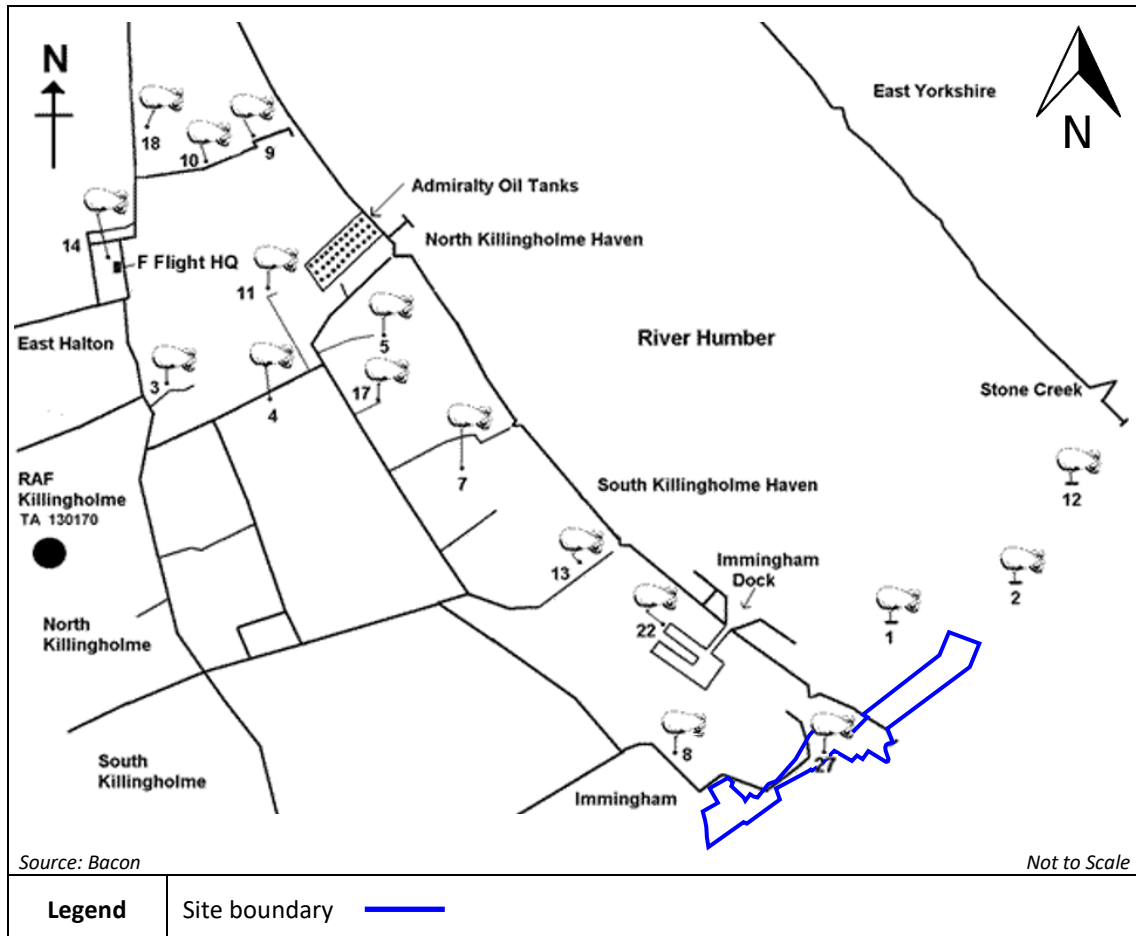 N
East Yorkshire
N
18
10
9
Admiralty Oil Tanks
14
North Killingholme Haven
F Flight HQ
11
5
East Halton
River Humber
3
4
17
Stone Creek
7
South Killingholme Haven
12
RAF
Killingholme
TA 130170
13
Immingham
Dock
2
22
1
North
Killingholme
8
27
South
Killingholme
Immingham
Source: Bacon
Not to Scale
Legend
Site boundary